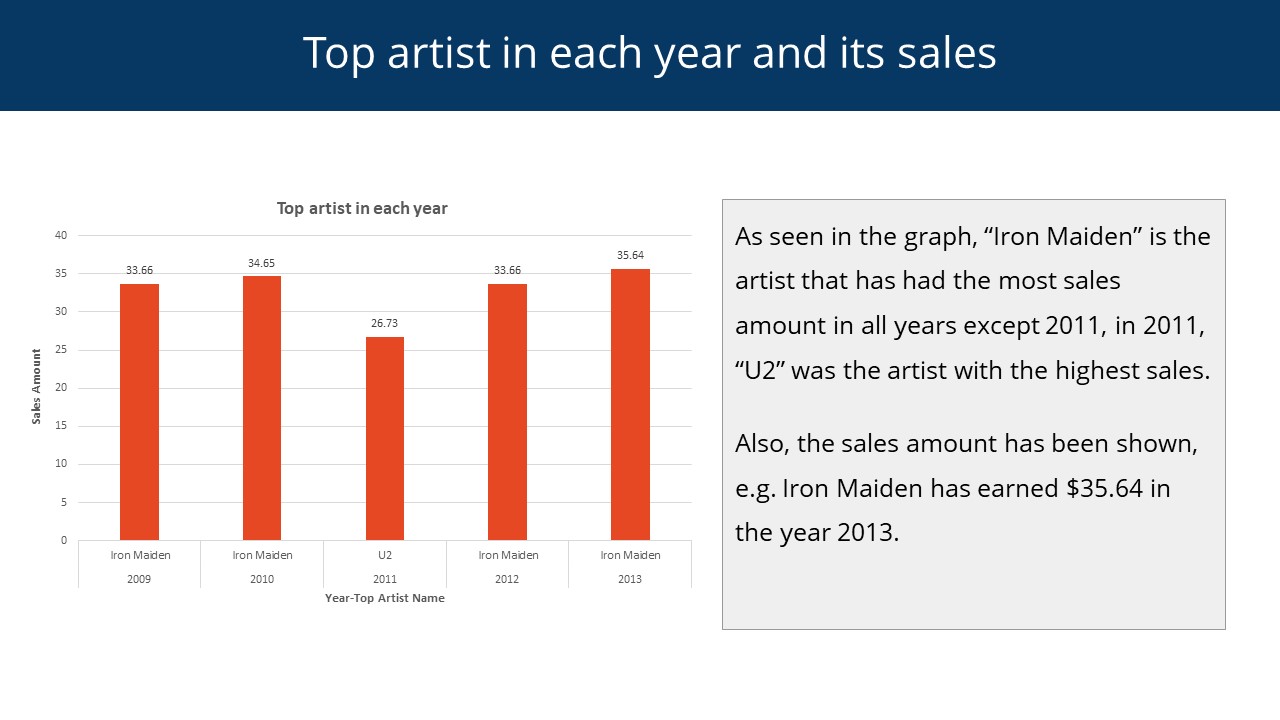 Top artist in each year and its sales
Top artist in each year
40
35
30
25
20
15
10
5
0
Sales Amount
33.66
34.65
26.73
33.66
35.64
Iron Maiden Iron Maiden U2 Iron Maiden Iron Maiden
2009 2010 2011 2012 2013
Year-Top Artist Name
As seen in the graph, “Iron Maiden” is the
artist that has had the most sales
amount in all years except 2011, in 2011,
“U2” was the artist with the highest sales.
Also, the sales amount has been shown,
e.g. Iron Maiden has earned $35.64 in
the year 2013.